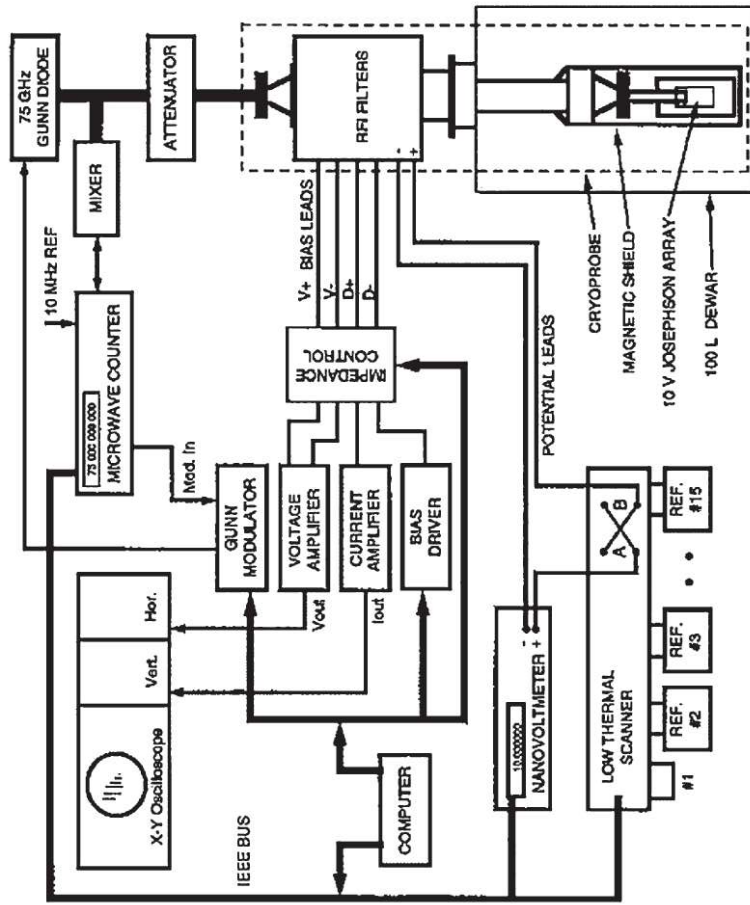 X-Y Oscilloscope
Vert.
Hor.
75 000 000 000
MICROWAVE COUNTER
10 MHz REF
MIXER
75 GHz
GUNN DIODE
ATTENUATOR
IEEE BUS
Mod. In
GUNN
MODULATOR
VOLTAGE
AMPLIFIER
Vout
CURRENT
AMPLIFIER
Iout
BIAS
DRIVER
COMPUTER
IMPEDANCE
CONTROL
V+ BIAS LEADS
V-
D+
D-
RFI FILTERS
- +
10.000000
NANOVOLTMETER
- +
POTENTIAL LEADS
CRYOPROBE
MAGNETIC SHIELD
10 V JOSEPHSON ARRAY
100 L DEWAR
LOW THERMAL
SCANNER
A B
#1
REF.
#2
REF.
#3
REF.
#15